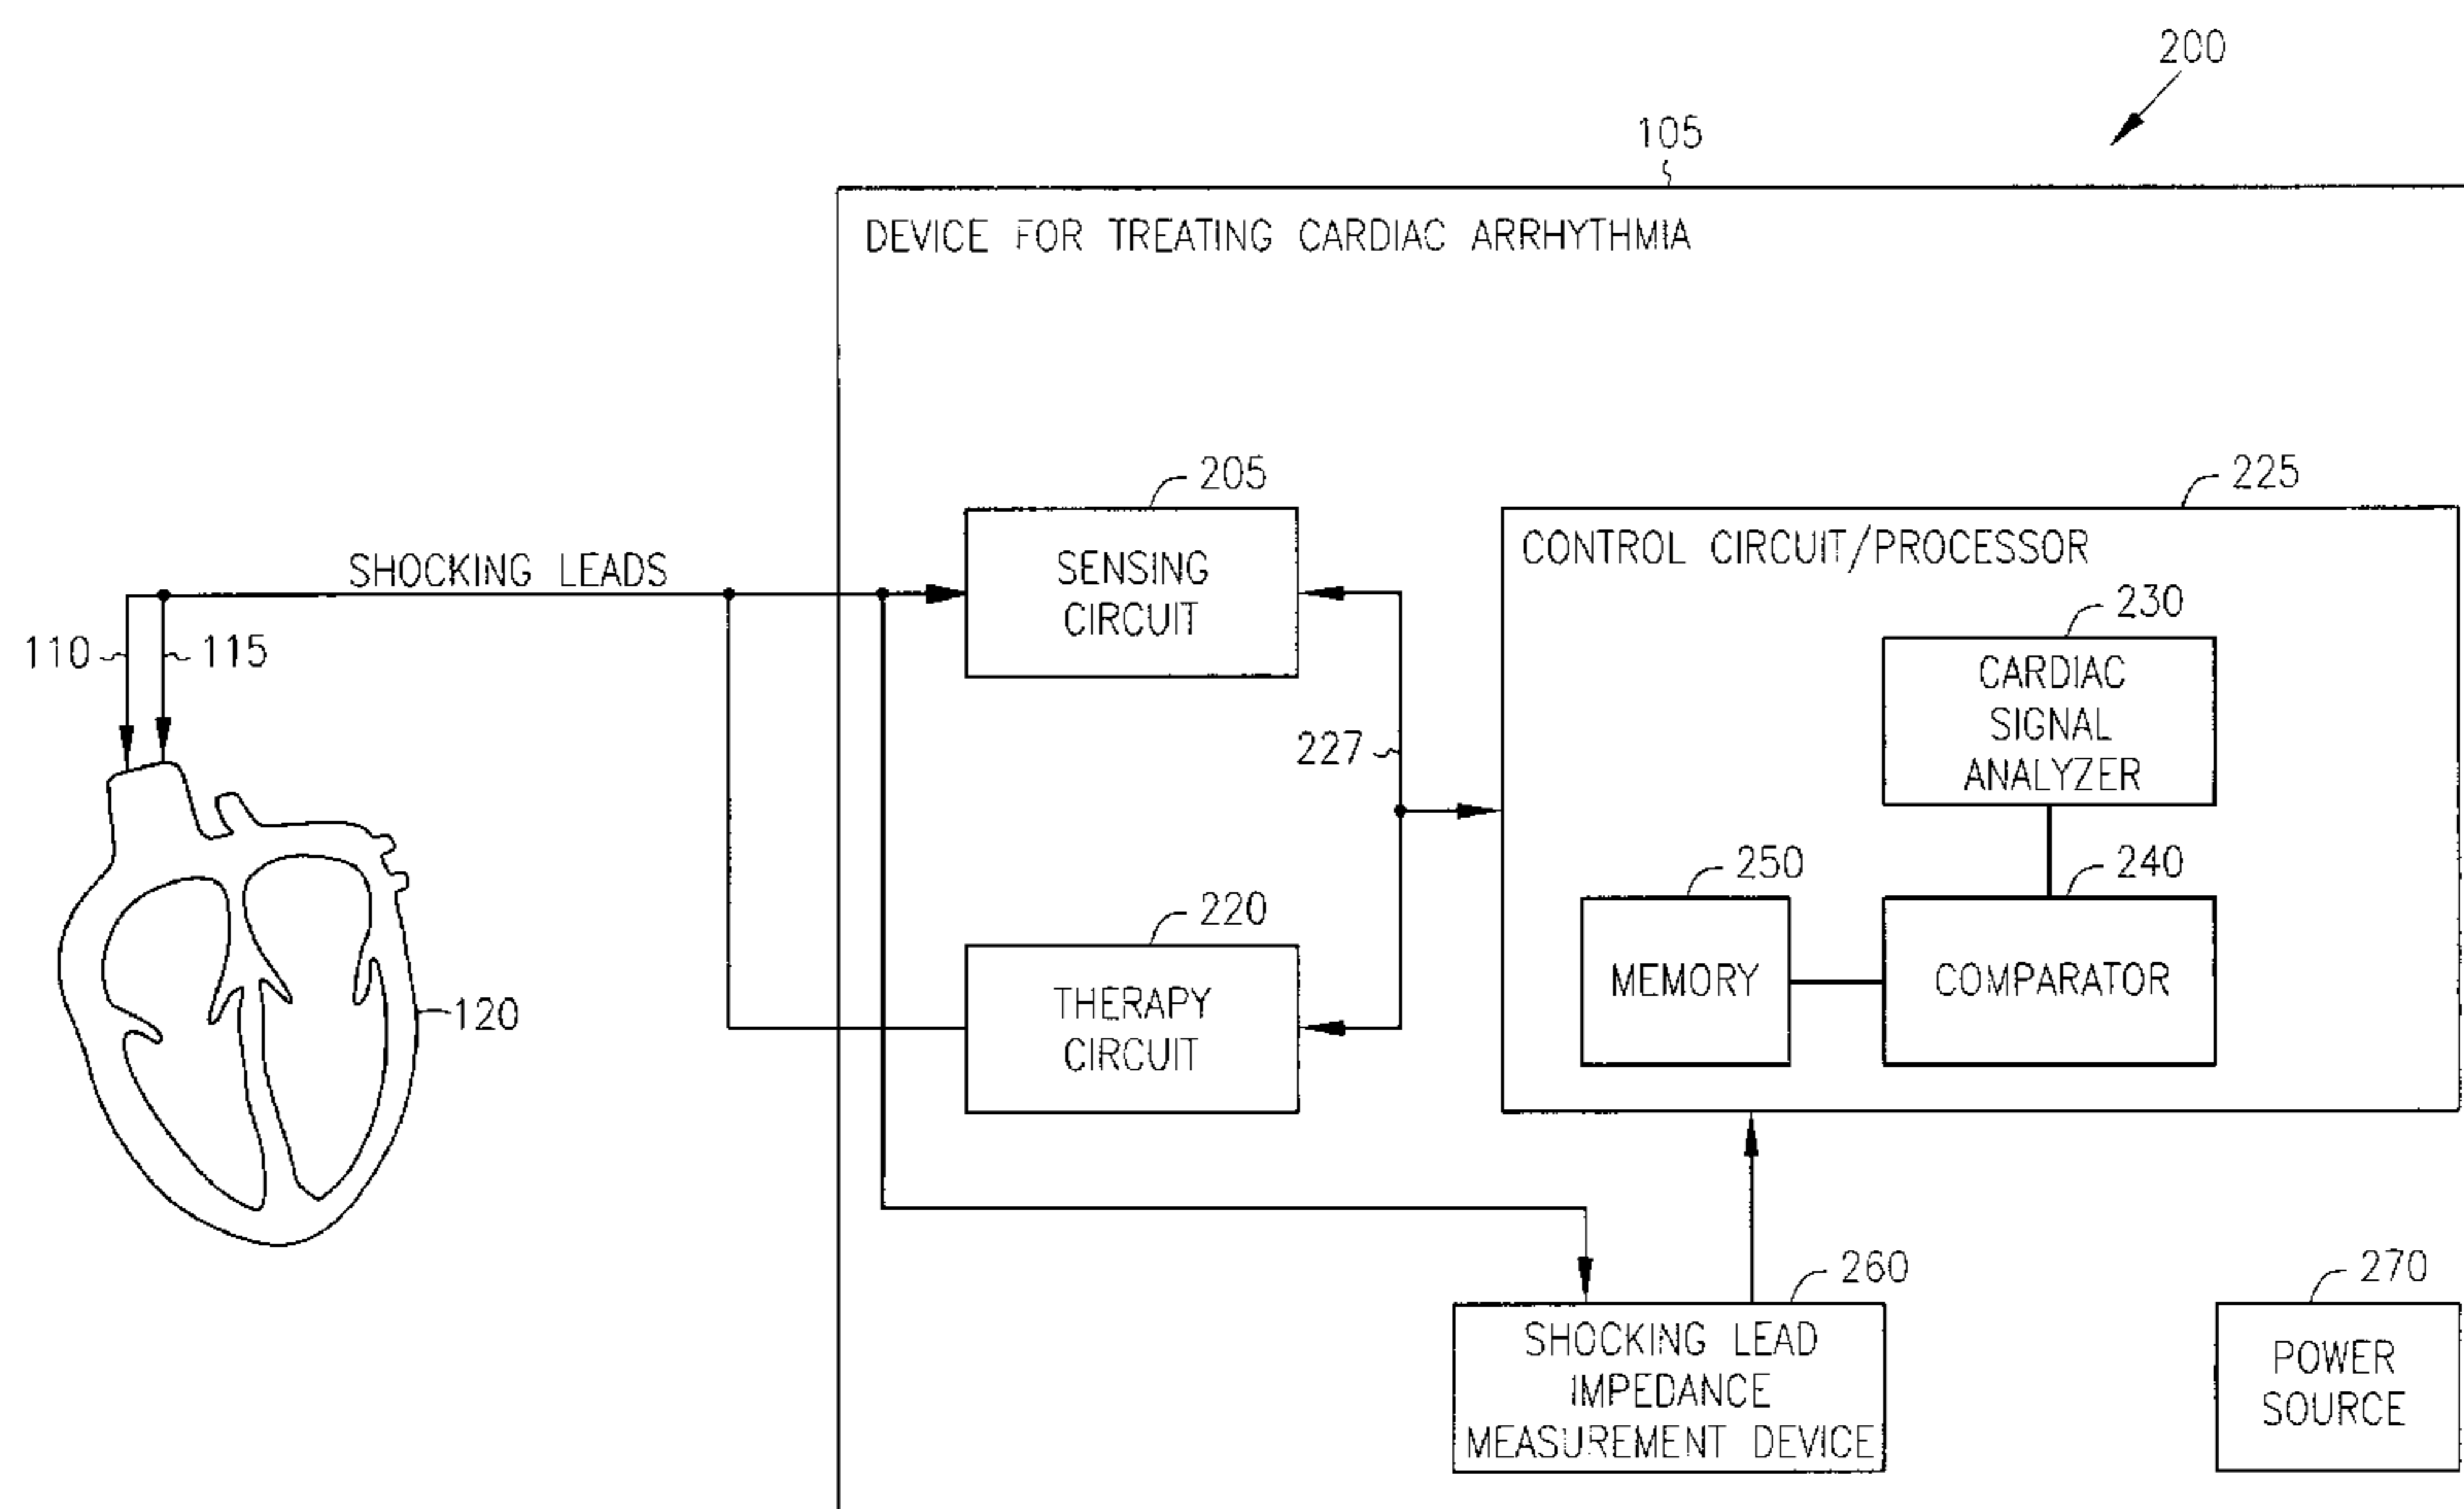 200
105
DEVICE FOR TREATING CARDIAC ARRHYTHMIA
205
225
SENSING
CIRCUIT
CONTROL CIRCUIT/PROCESSOR
SHOCKING LEADS
230
110
115
CARDIAC
SIGNAL
ANALYZER
227
250
240
220
MEMORY
COMPARATOR
THERAPY
CIRCUIT
120
260
270
SHOCKING LEAD
IMPEDANCE
MEASUREMENT DEVICE
POWER
SOURCE